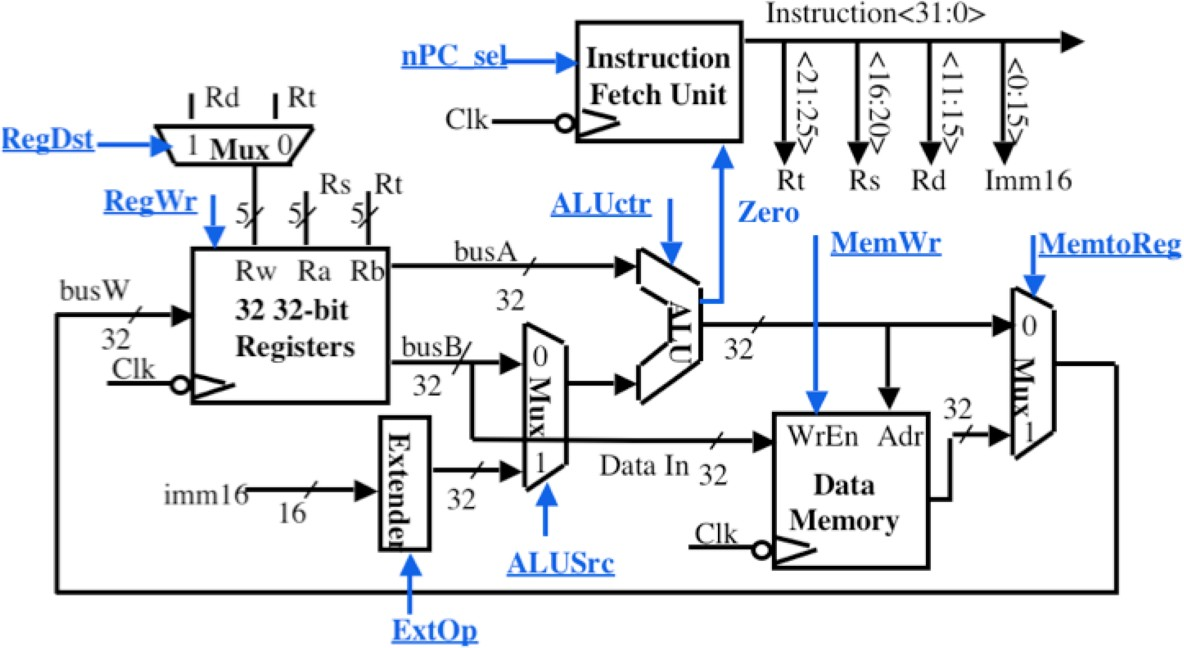 Instruction<31:0>
nPC_sel
Instruction
Fetch Unit
Clk
<21:25>
<16:20>
<11:15>
<0:15>
Rt
Rs
Rd
Imm16
Rd
Rt
RegDst
1
Mux
0
RegWr
5
5
Rs
5
Rt
ALUctr
Zero
MemWr
MemtoReg
busW
32
Rw
Ra
Rb
32 32-bit
Registers
Clk
busA
32
busB
32
0
Mux
1
ALU
32
0
Mux
1
32
WrEn
Adr
Data
Memory
Data In
32
Clk
imm16
16
Extender
32
ALUSrc
ExtOp